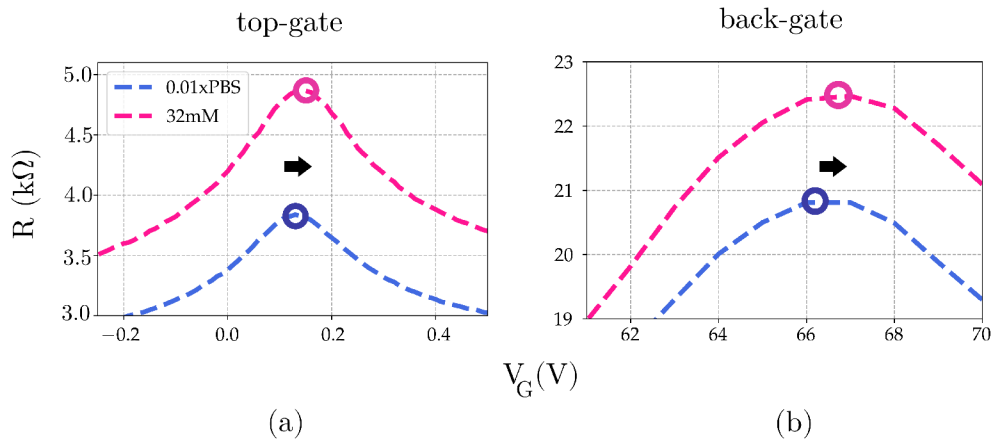 top-gate
back-gate
R (kΩ)
5.0
4.5
4.0
3.5
3.0
0.01xPBS
32mM
−0.2
0.0
0.2
0.4
23
22
21
20
19
62
64
66
68
70
V_G(V)
(a)
(b)